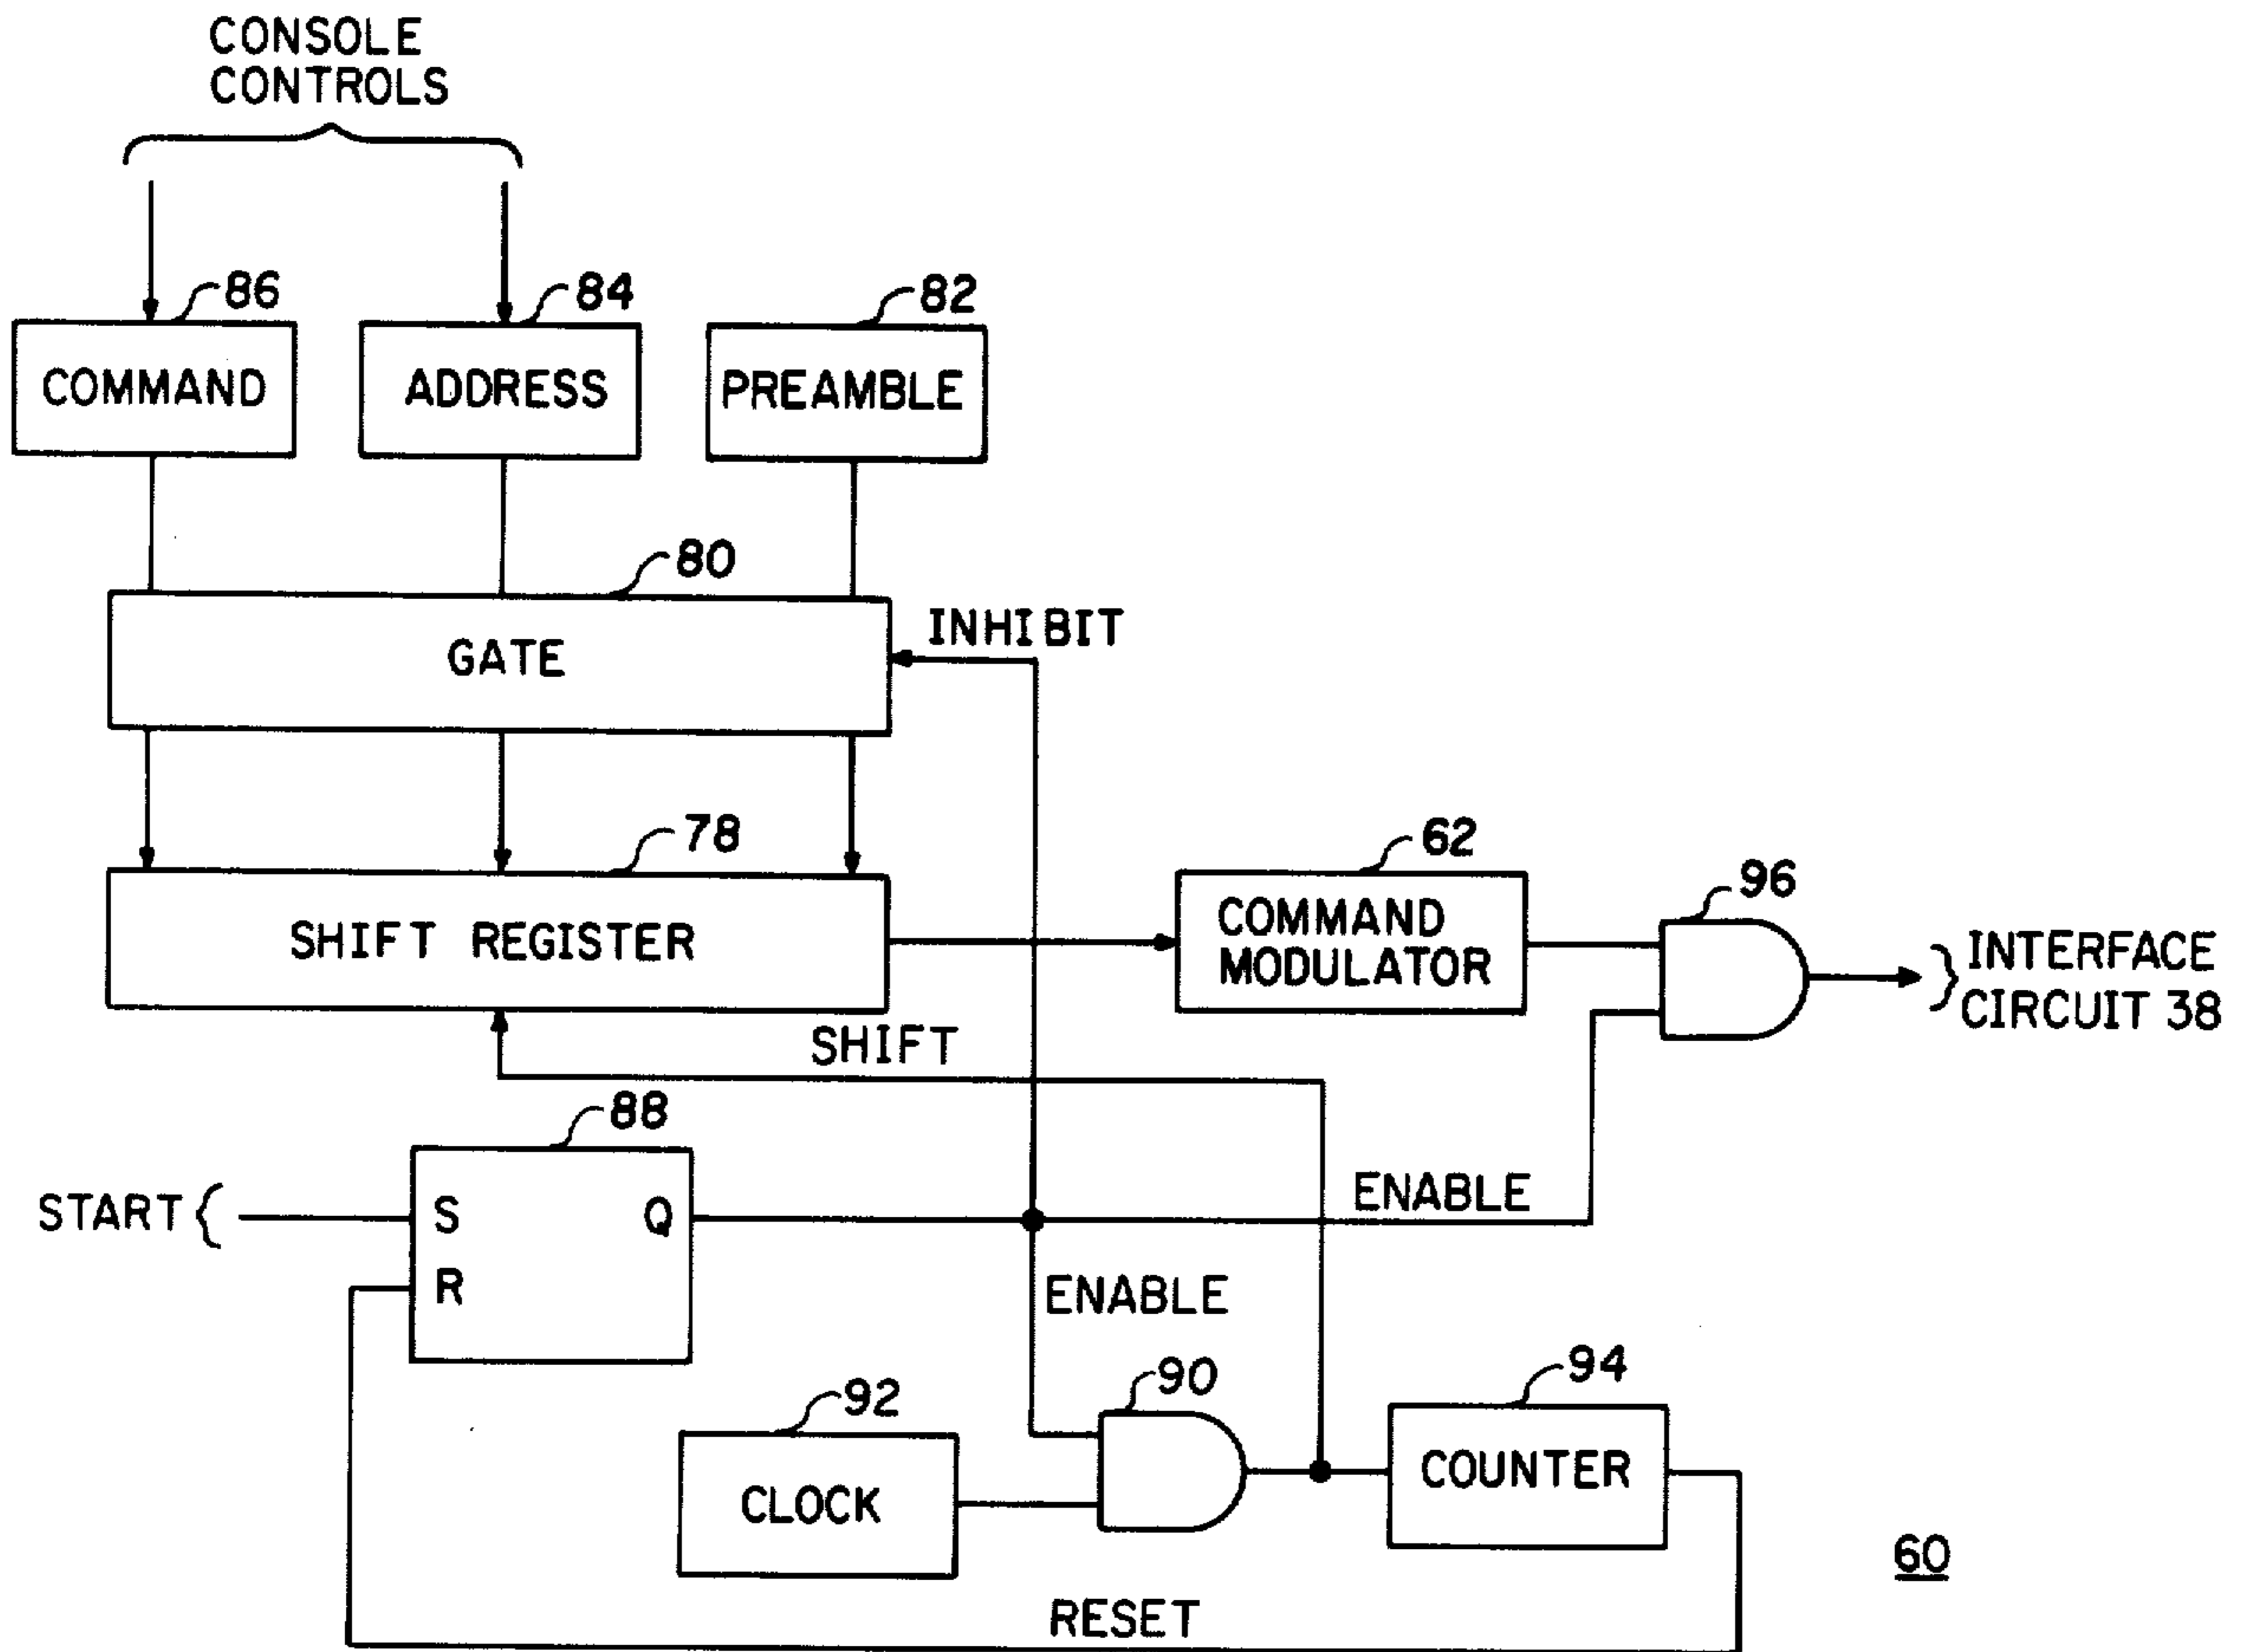 CONSOLE
CONTROLS
86
84
82
COMMAND
ADDRESS
PREAMBLE
80
INHIBIT
GATE
78
62
96
SHIFT REGISTER
COMMAND
MODULATOR
INTERFACE
CIRCUIT 38
SHIFT
88
START
S
Q
ENABLE
R
ENABLE
92
90
94
CLOCK
COUNTER
60
RESET